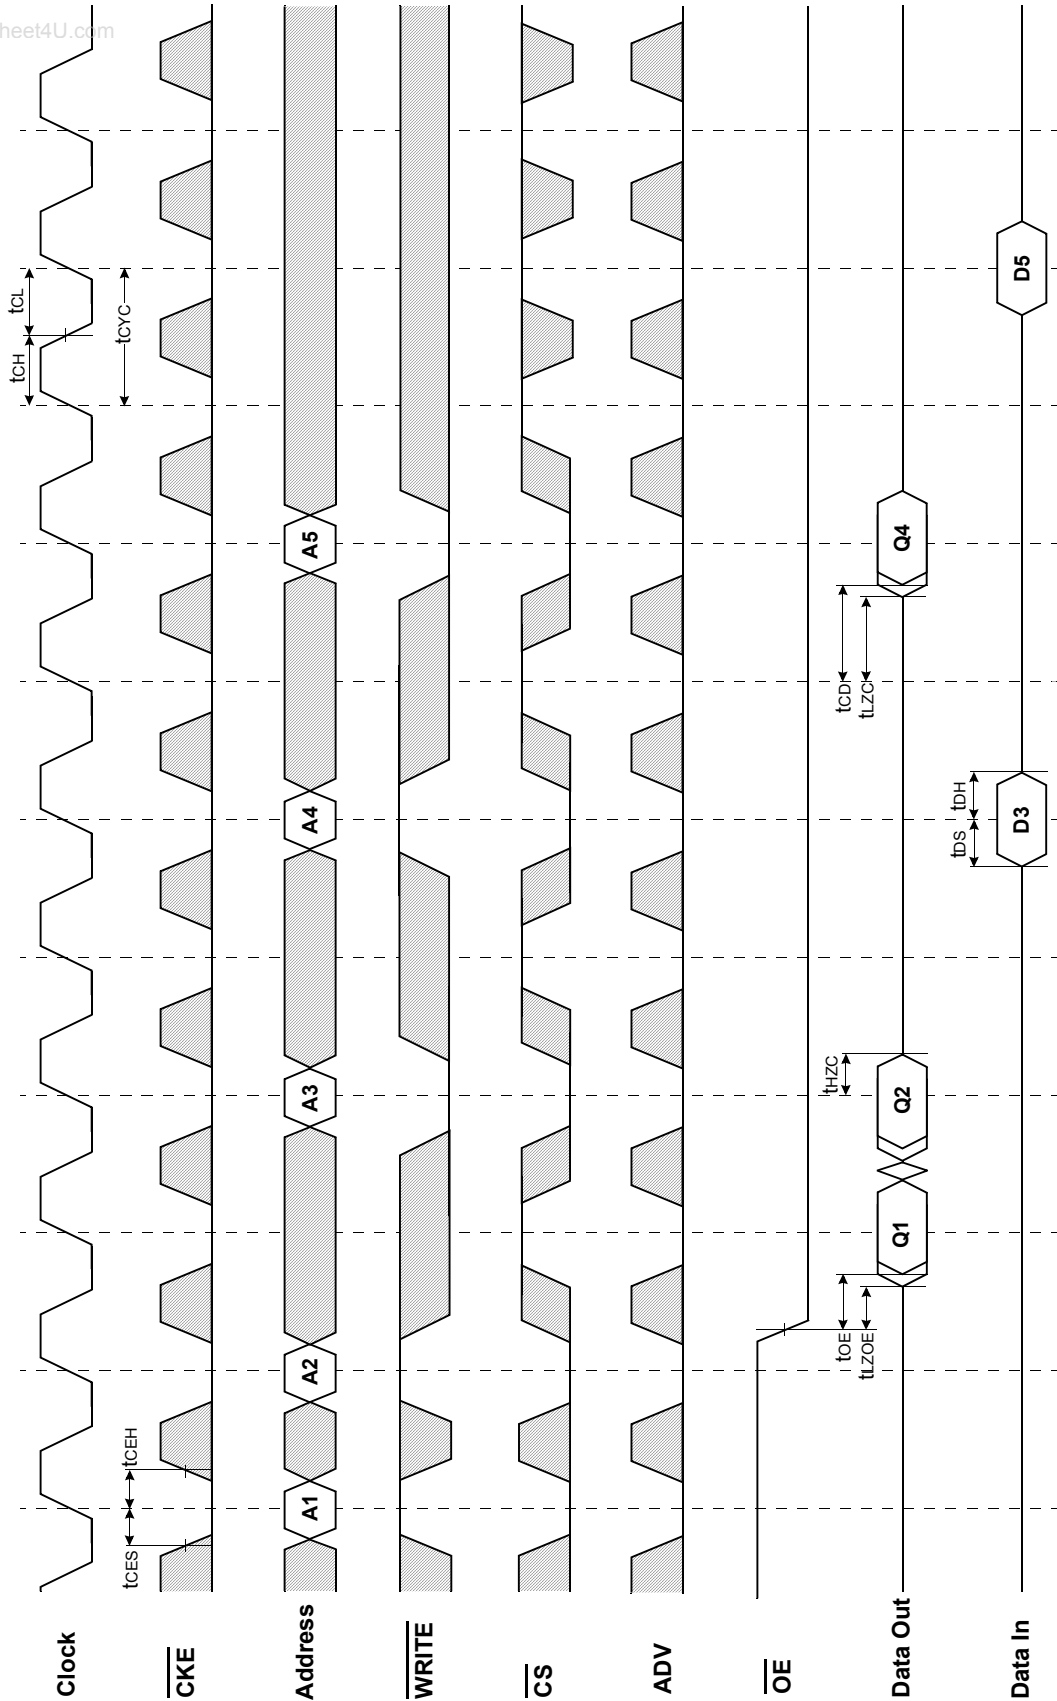 heet4U.com
Clock
tCH
tCL
tCYC
tCES
tCEH
CKE
Address
A1
A2
A3
A4
A5
WRITE
CS
ADV
OE
tOE
tLZOE
tHZC
tCD
tLZC
Data Out
Q1
Q2
Q4
tDS
tDH
Data In
D3
D5